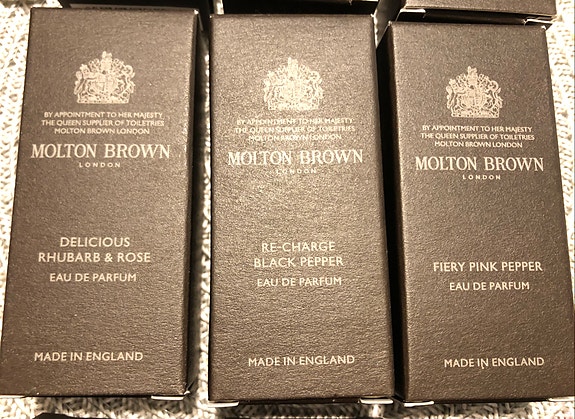 BY APPOINTMENT TO HER MAJESTY
THE QUEEN SUPPLIER OF TOILETRIES
MOLTON BROWN LONDON
MOLTON BROWN
LONDON
DELICIOUS
RHUBARB & ROSE
EAU DE PARFUM
MADE IN ENGLAND
BY APPOINTMENT TO HER MAJESTY
THE QUEEN SUPPLIER OF TOILETRIES
MOLTON BROWN LONDON
MOLTON BROWN
LONDON
RE-CHARGE
BLACK PEPPER
EAU DE PARFUM
MADE IN ENGLAND
BY APPOINTMENT TO HER MAJESTY
THE QUEEN SUPPLIER OF TOILETRIES
MOLTON BROWN LONDON
MOLTON BROWN
LONDON
FIERY PINK PEPPER
EAU DE PARFUM
MADE IN ENGLAND